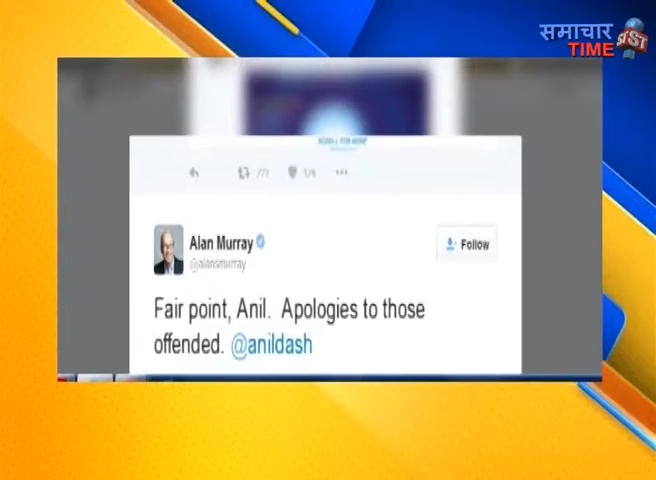 समाचार
TIME
Alan Murray
@alansmurray
Follow
Fair point, Anil. Apologies to those
offended. @anildash